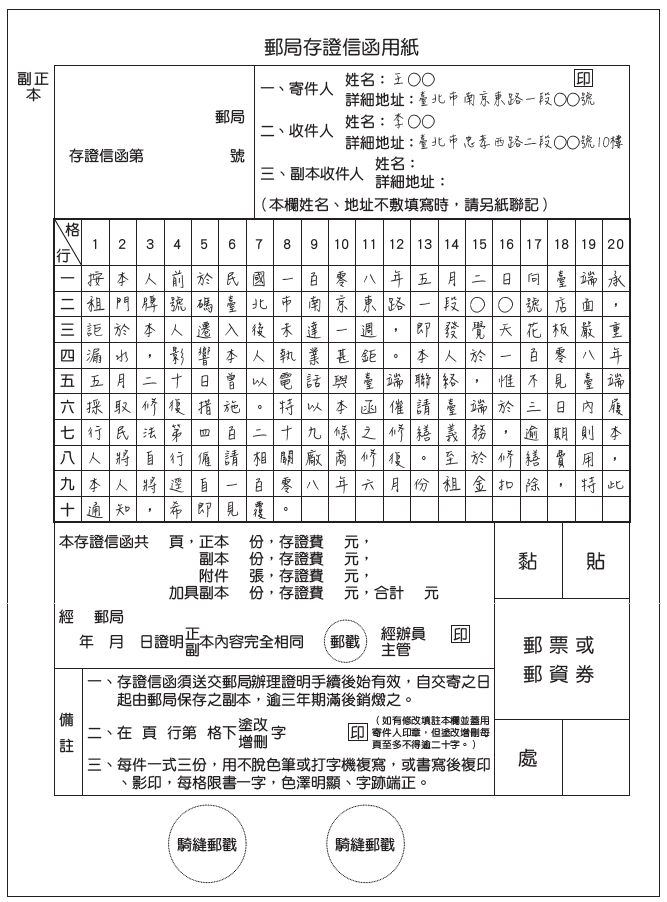 郵局存證信函用紙
副正
本
郵局
存證信函第 號
一、寄件人 姓名：王○○ 印
詳細地址：臺北市南京東路一段○○號
二、收件人 姓名：李○○
詳細地址：臺北市忠孝西路二段○○號10樓
三、副本收件人 姓名：
詳細地址：
（本欄姓名、地址不敷填寫時，請另紙聯記）
格
行 1 2 3 4 5 6 7 8 9 10 11 12 13 14 15 16 17 18 19 20
一 按本人前於民國一百零八年五月二日向臺端承
二 租門牌號碼臺北市南京東路一段○○號店面，
三 詎於本人遷入後未達一週，即發覺天花板嚴重
四 漏水，影響本人執業甚鉅。本人於一百零八年
五 五月二十日曾以電話與臺端聯絡，惟不見臺端
六 採取修復措施。特以本函催請臺端於三日內履
七 行民法第四百二十九條之修繕義務，逾期則本
八 人將自行僱請相關廠商修復。至於修繕費用，
九 本人將逕自一百零八年六月份租金扣除，特此
十 通知，希即見覆。
本存證信函共 頁，正本 份，存證費 元，
副本 份，存證費 元，
附件 張，存證費 元，
加具副本 份，存證費 元，合計 元
黏 貼
經 郵局
年 月 日證明正副本內容完全相同 郵戳 經辦員 主管 印
郵票或
郵資券
處
備註
一、存證信函須送交郵局辦理證明手續後始有效，自交寄之日
起由郵局保存之副本，逾三年期滿後銷燬之。
二、在 頁 行第 格下塗改增刪 字 印 （如有修改填註本欄並蓋用
寄件人印章，但塗改增刪每
頁至多不得逾二十字。）
三、每件一式三份，用不脫色筆或打字機複寫，或書寫後複印
、影印，每格限書一字，色澤明顯、字跡端正。
騎縫郵戳 騎縫郵戳